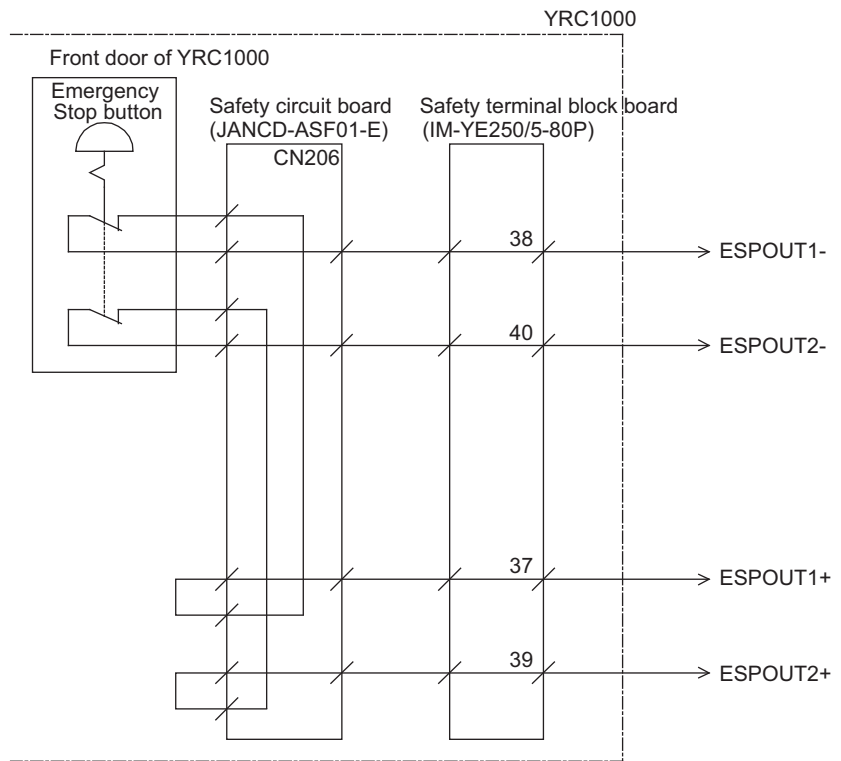 YRC1000
Front door of YRC1000
Emergency
Stop button
Safety circuit board
(JANCD-ASF01-E)
CN206
Safety terminal block board
(IM-YE250/5-80P)
38
ESPOUT1-
40
ESPOUT2-
37
ESPOUT1+
39
ESPOUT2+